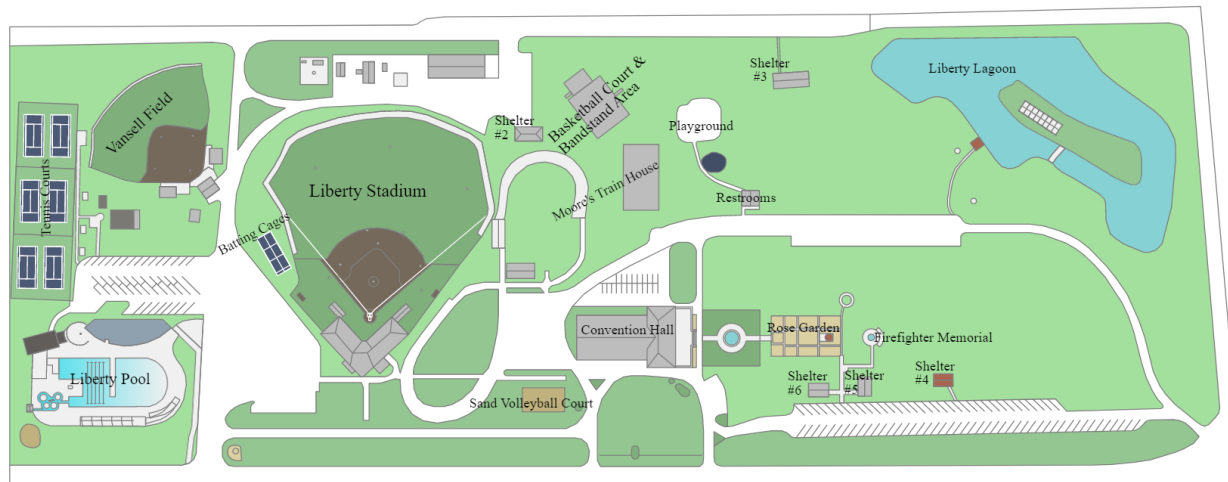 Liberty Lagoon
Shelter
#3
Basketball Court &
Bandstand Area
Vansell Field
Shelter
#2
Playground
Tennis Courts
Liberty Stadium
Moore's Train House
Restrooms
Batting Cages
Convention Hall
Rose Garden
Firefighter Memorial
Liberty Pool
Shelter
#6
Shelter
#5
Shelter
#4
Sand Volleyball Court